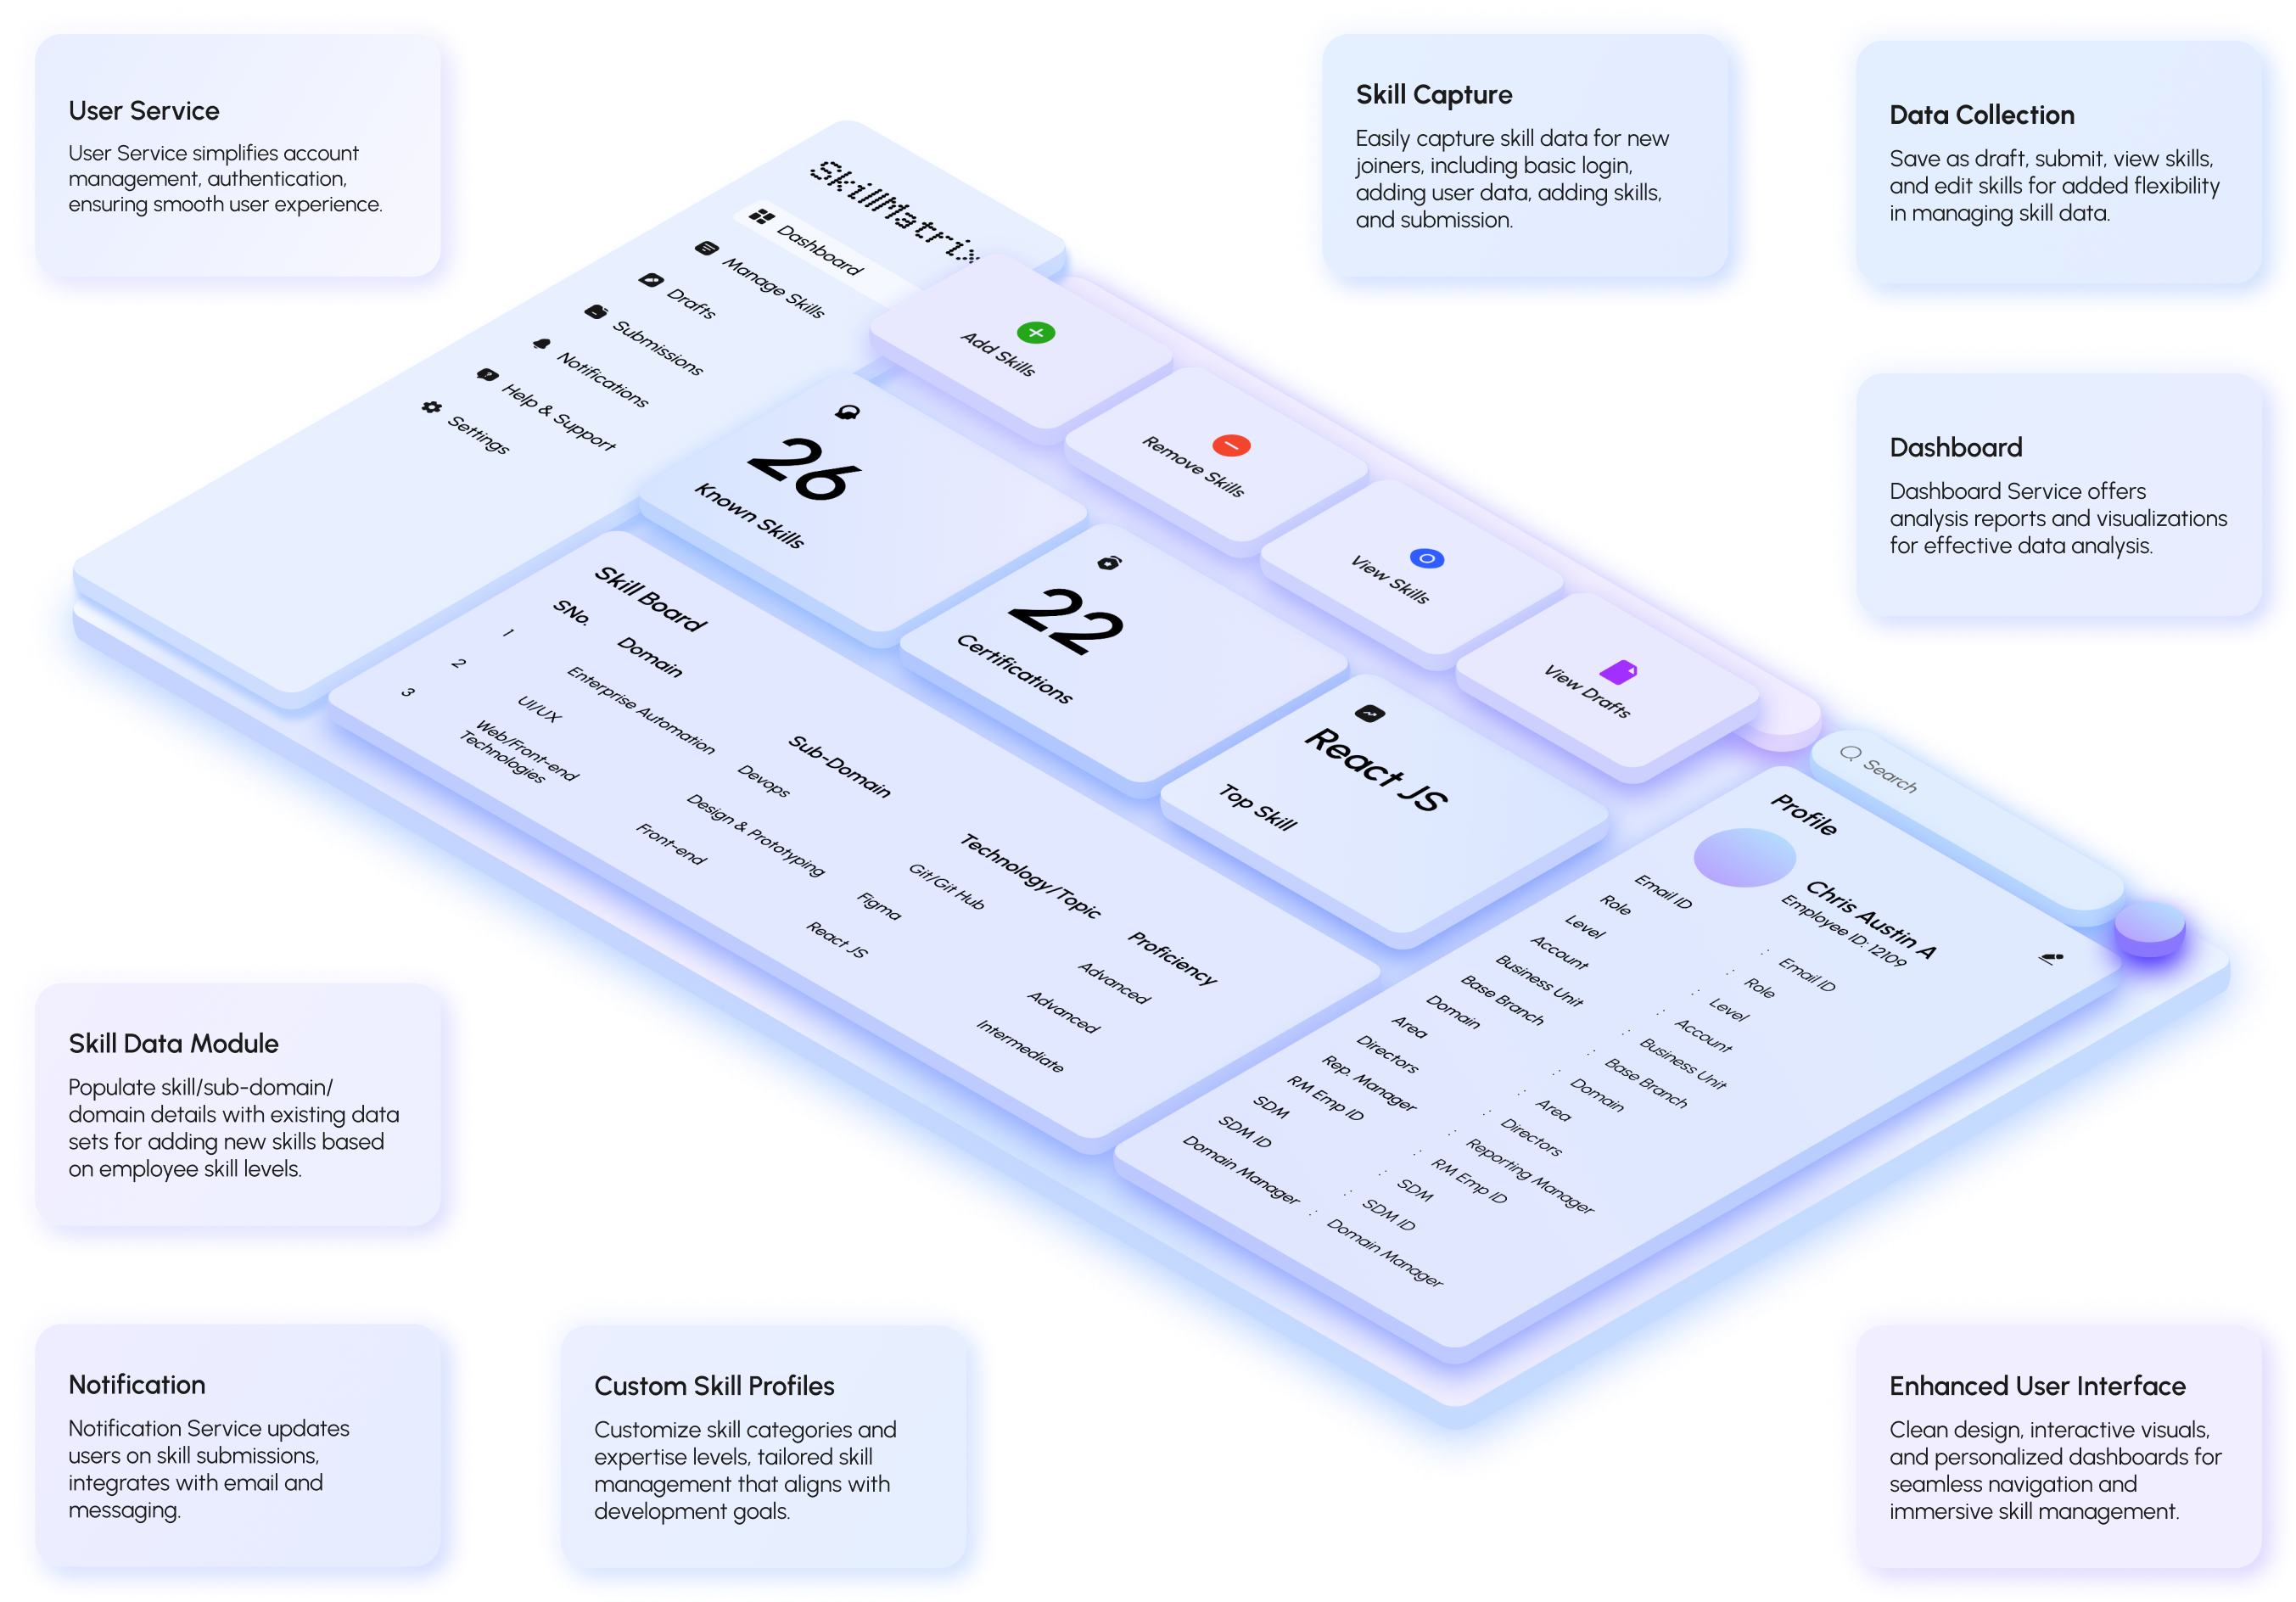 User Service
User Service simplifies account
management, authentication,
ensuring smooth user experience.
Skill Capture
Easily capture skill data for new
joiners, including basic login,
adding user data, adding skills,
and submission.
Data Collection
Save as draft, submit, view skills,
and edit skills for added flexibility
in managing skill data.
Dashboard
Dashboard Service offers
analysis reports and visualizations
for effective data analysis.
SkillMatrix
Dashboard
Manage Skills
Drafts
Submissions
Notifications
Help & Support
Settings
Add Skills
Remove Skills
View Skills
View Drafts
Search
26
Known Skills
22
Certifications
React JS
Top Skill
Skill Board
SNo. Domain Sub-Domain Technology/Topic Proficiency
1 Enterprise Automation Devops Git/Git Hub Advanced
2 UI/UX Design & Prototyping Figma Advanced
3 Web/Front-end
Technologies Front-end React JS Intermediate
Profile
Chris Austin A
Employee ID: 12109
Email ID : Email ID
Role : Role
Level : Level
Account : Account
Business Unit : Business Unit
Base Branch : Base Branch
Domain : Domain
Area : Area
Directors : Directors
Rep. Manager : Reporting Manager
RM Emp ID : RM Emp ID
SDM : SDM
SDM ID : SDM ID
Domain Manager : Domain Manager
Skill Data Module
Populate skill/sub-domain/
domain details with existing data
sets for adding new skills based
on employee skill levels.
Notification
Notification Service updates
users on skill submissions,
integrates with email and
messaging.
Custom Skill Profiles
Customize skill categories and
expertise levels, tailored skill
management that aligns with
development goals.
Enhanced User Interface
Clean design, interactive visuals,
and personalized dashboards for
seamless navigation and
immersive skill management.